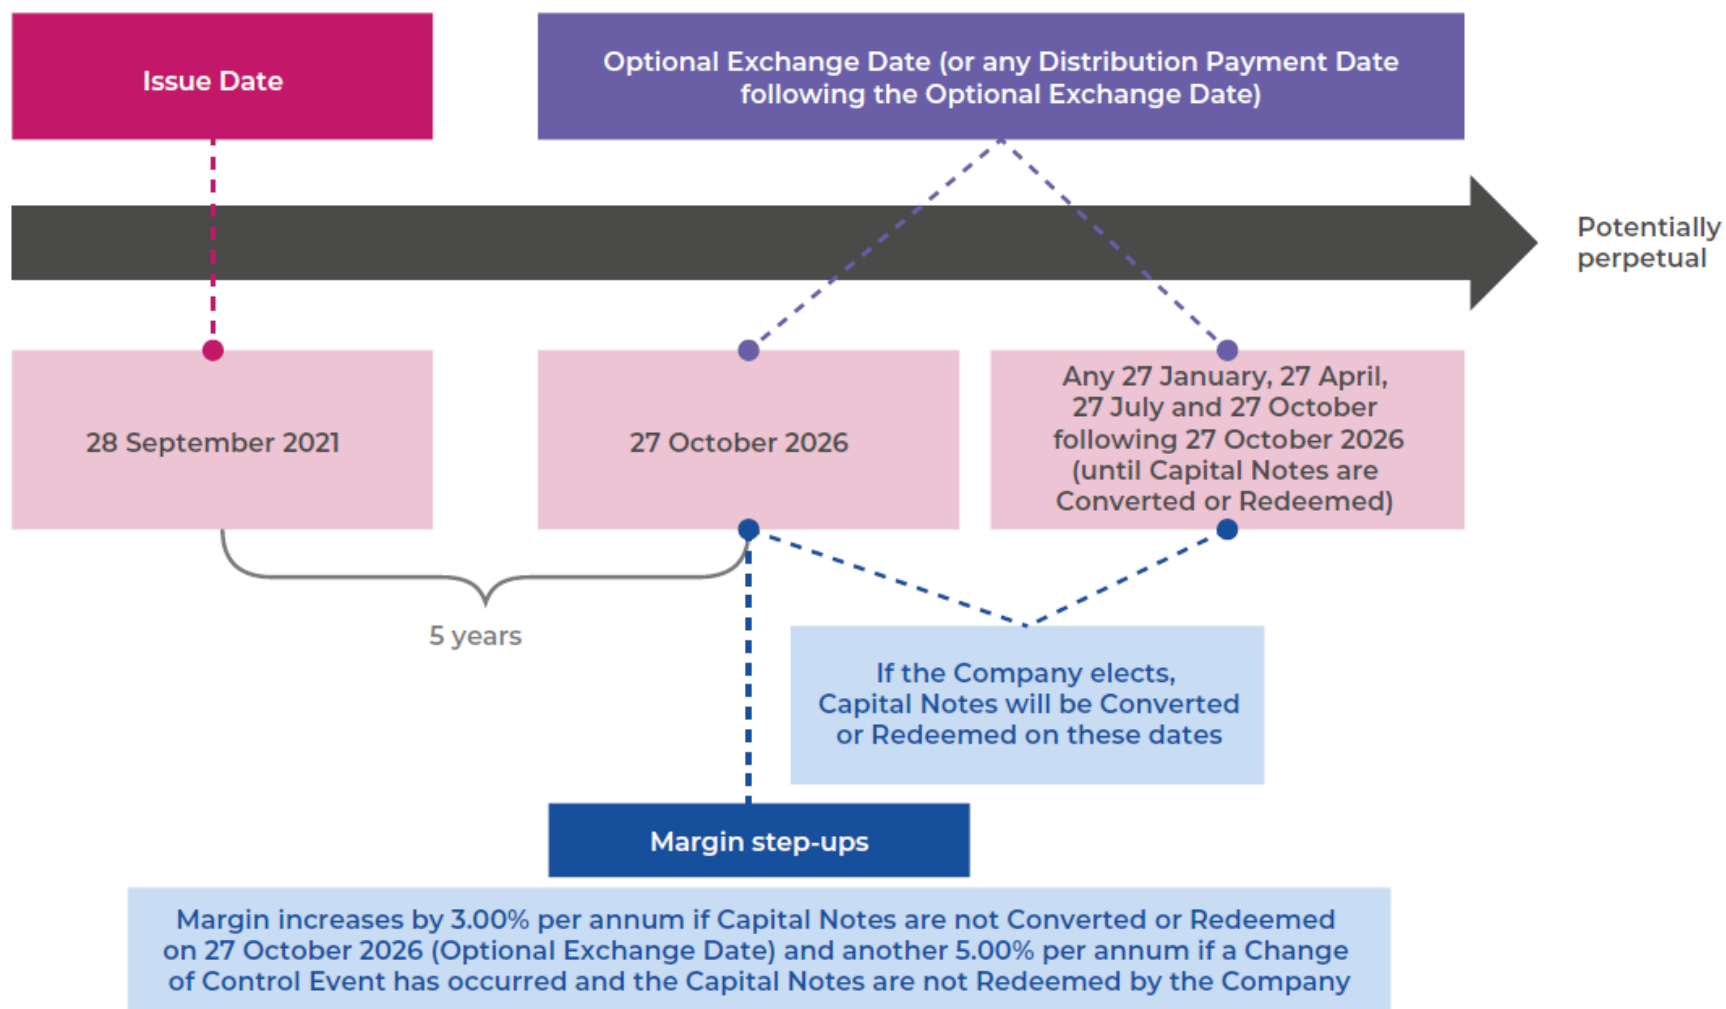 Issue Date
Optional Exchange Date (or any Distribution Payment Date
following the Optional Exchange Date)
Potentially
perpetual
28 September 2021
27 October 2026
Any 27 January, 27 April,
27 July and 27 October
following 27 October 2026
(until Capital Notes are
Converted or Redeemed)
5 years
If the Company elects,
Capital Notes will be Converted
or Redeemed on these dates
Margin step-ups
Margin increases by 3.00% per annum if Capital Notes are not Converted or Redeemed
on 27 October 2026 (Optional Exchange Date) and another 5.00% per annum if a Change
of Control Event has occurred and the Capital Notes are not Redeemed by the Company